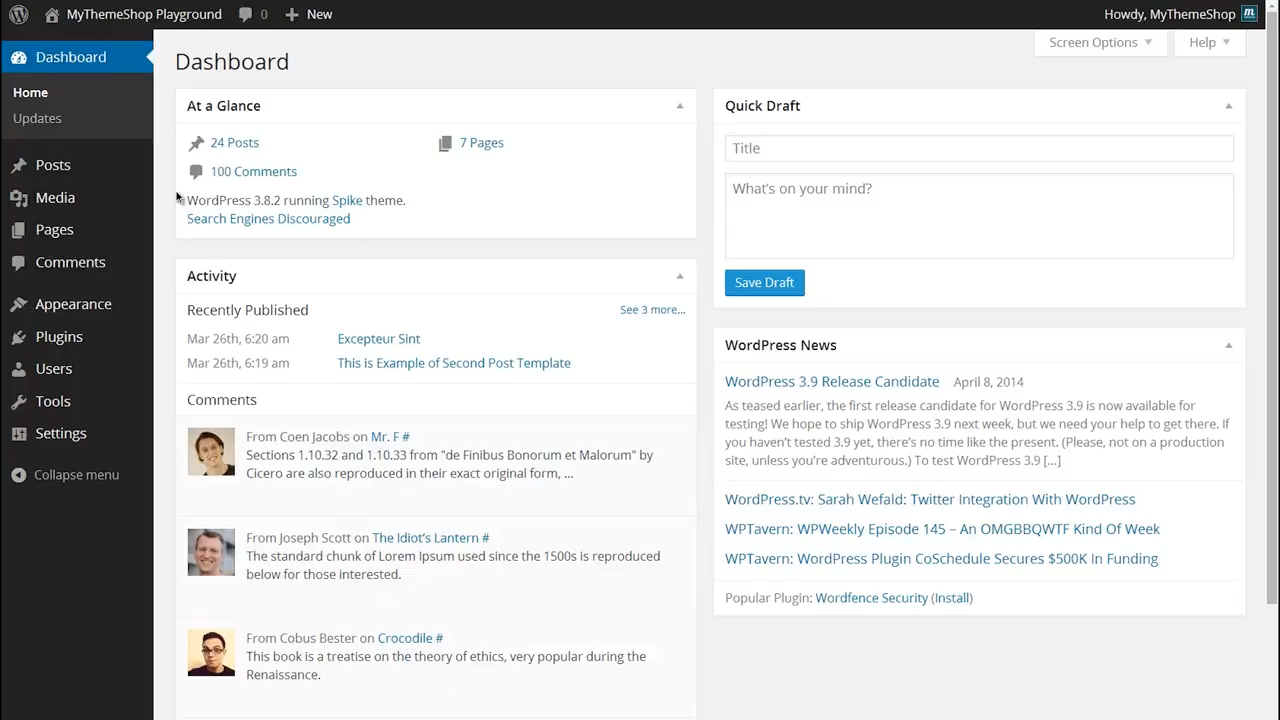 MyThemeShop Playground 0 New Howdy, MyThemeShop m
Screen Options Help
Dashboard
Home
Updates
Posts
Media
Pages
Comments
Appearance
Plugins
Users
Tools
Settings
Collapse menu
Dashboard
At a Glance
24 Posts 7 Pages
100 Comments
WordPress 3.8.2 running Spike theme.
Search Engines Discouraged
Activity
Recently Published See 3 more...
Mar 26th, 6:20 am Excepteur Sint
Mar 26th, 6:19 am This is Example of Second Post Template
Comments
From Coen Jacobs on Mr. F #
Sections 1.10.32 and 1.10.33 from "de Finibus Bonorum et Malorum" by
Cicero are also reproduced in their exact original form, ...
From Joseph Scott on The Idiot's Lantern #
The standard chunk of Lorem Ipsum used since the 1500s is reproduced
below for those interested.
From Cobus Bester on Crocodile #
This book is a treatise on the theory of ethics, very popular during the
Renaissance.
Quick Draft
Title
What's on your mind?
Save Draft
WordPress News
WordPress 3.9 Release Candidate April 8, 2014
As teased earlier, the first release candidate for WordPress 3.9 is now available for
testing! We hope to ship WordPress 3.9 next week, but we need your help to get there. If
you haven't tested 3.9 yet, there's no time like the present. (Please, not on a production
site, unless you're adventurous.) To test WordPress 3.9 [...]
WordPress.tv: Sarah Wefald: Twitter Integration With WordPress
WPTavern: WPWeekly Episode 145 – An OMGBBQWTF Kind Of Week
WPTavern: WordPress Plugin CoSchedule Secures $500K In Funding
Popular Plugin: Wordfence Security (Install)